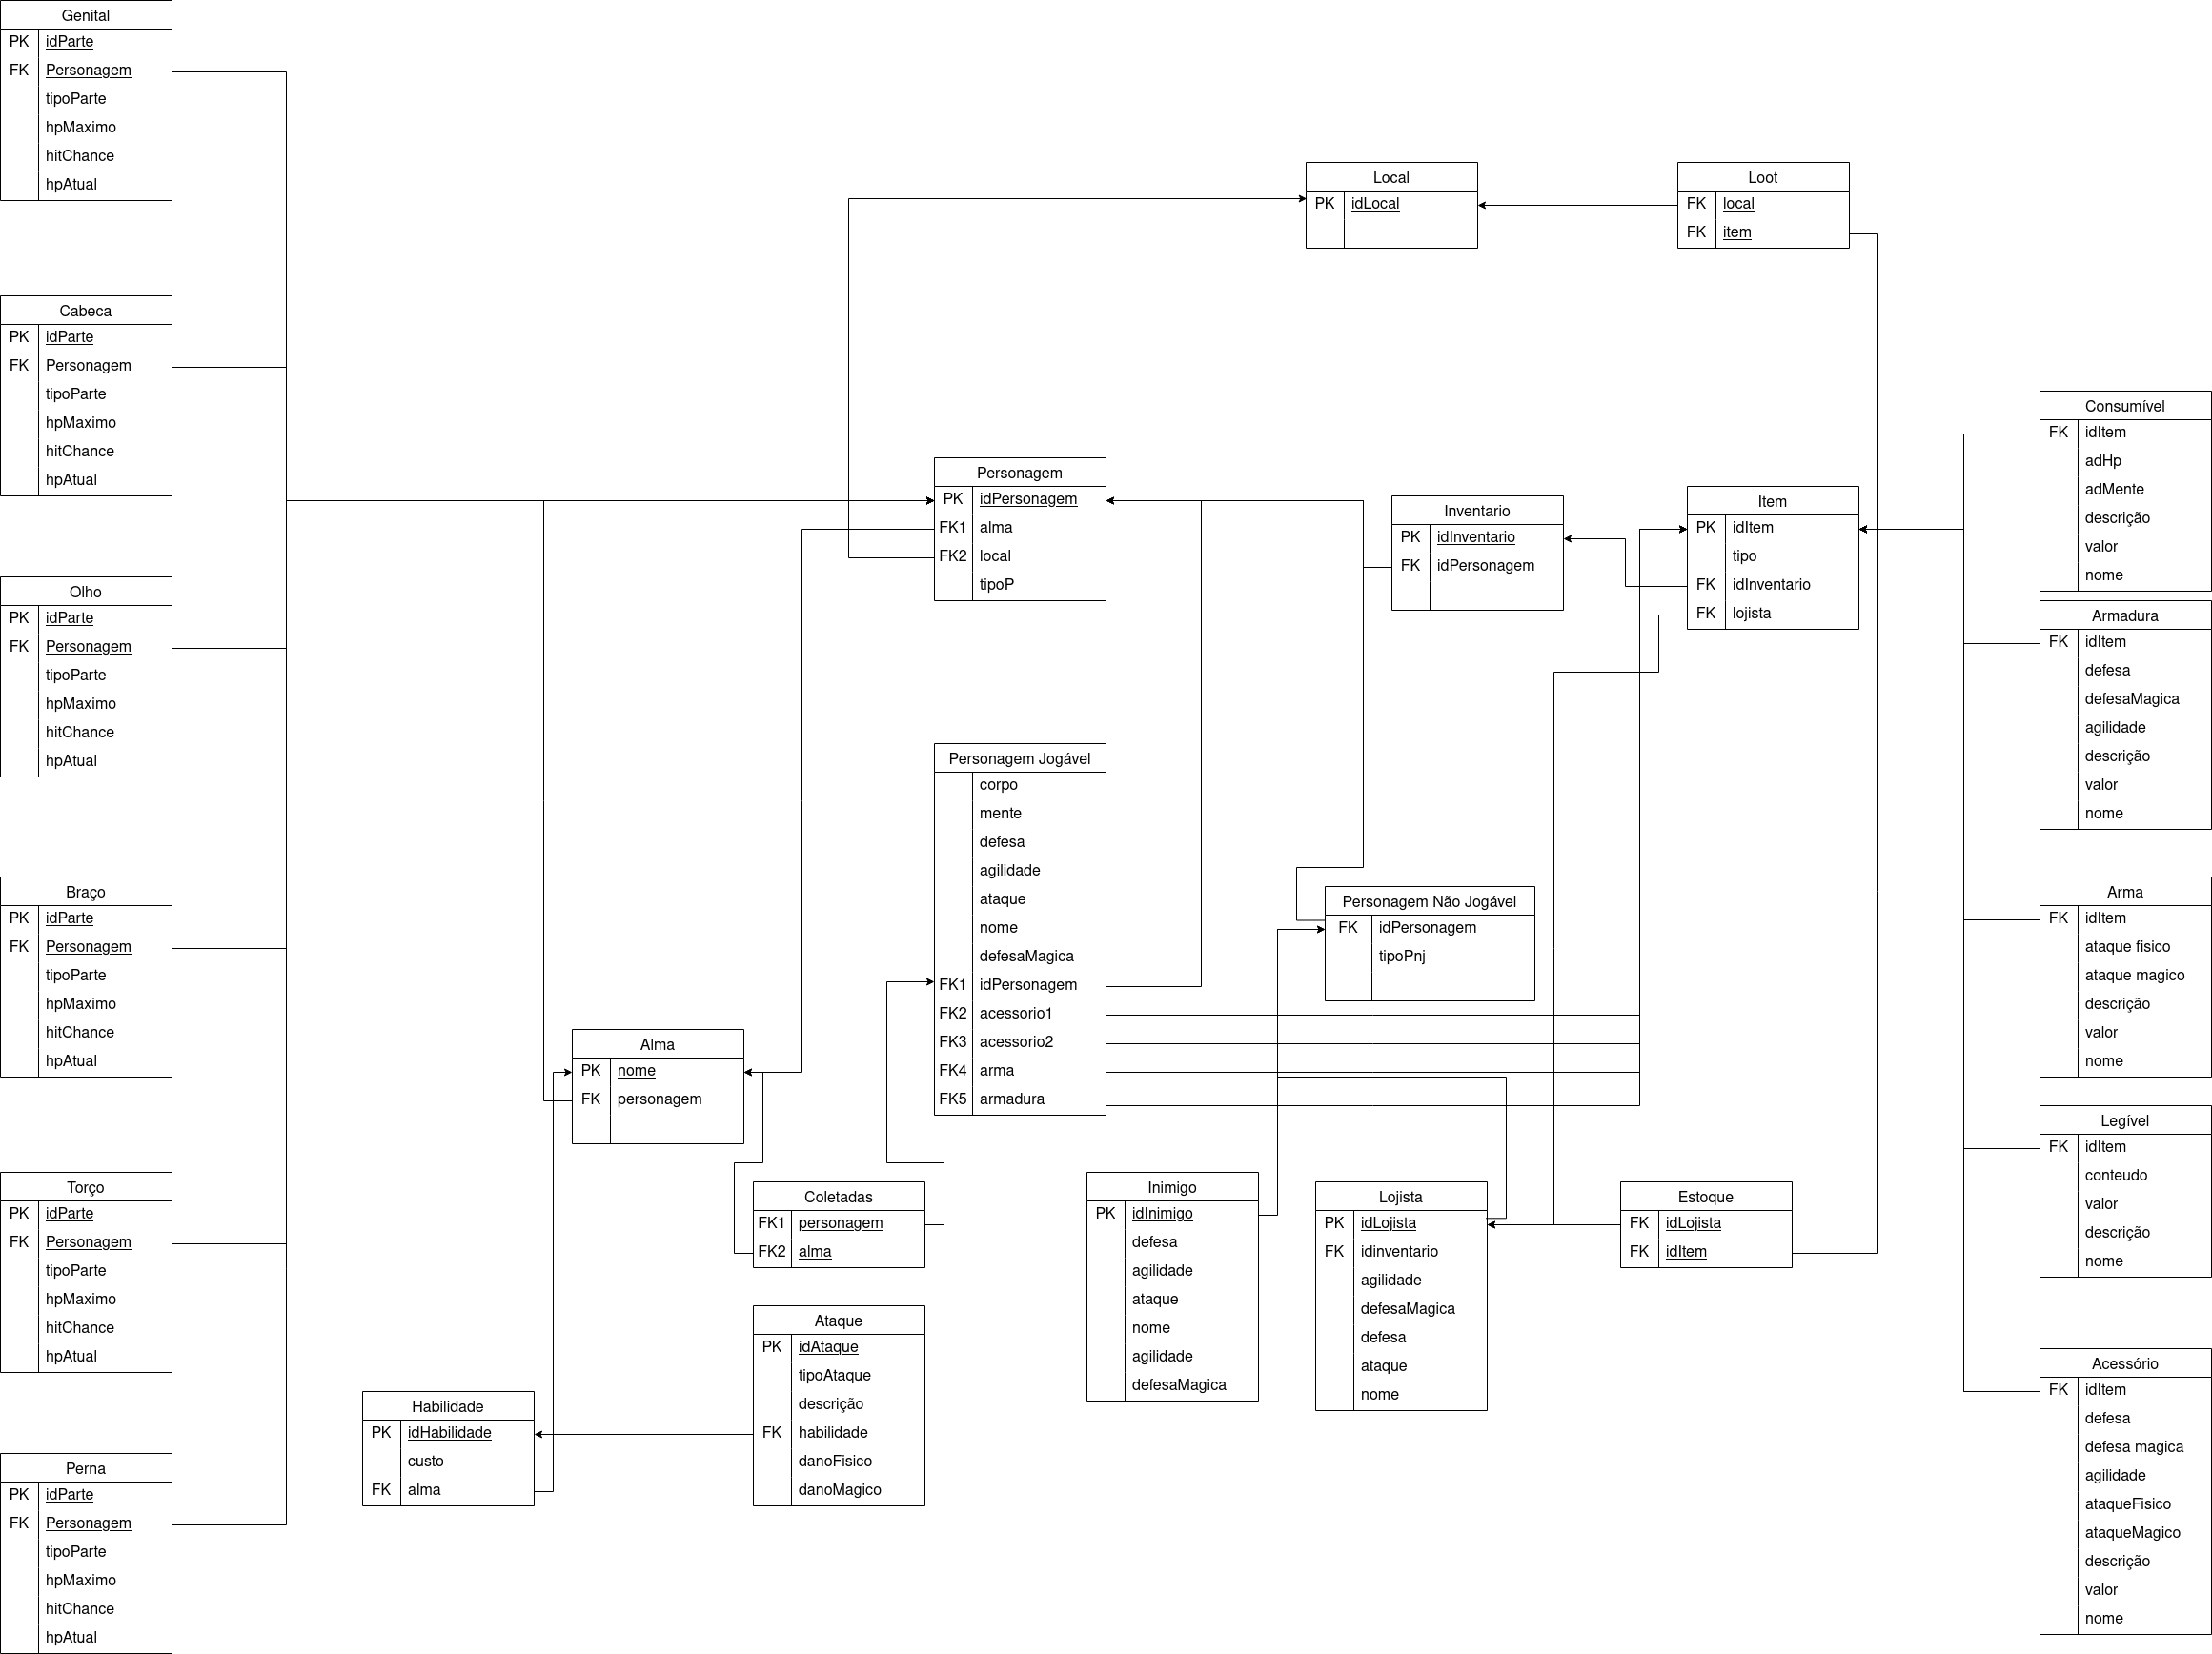 Genital
PK idParte
FK Personagem
tipoParte
hpMaximo
hitChance
hpAtual
Cabeca
PK idParte
FK Personagem
tipoParte
hpMaximo
hitChance
hpAtual
Olho
PK idParte
FK Personagem
tipoParte
hpMaximo
hitChance
hpAtual
Braço
PK idParte
FK Personagem
tipoParte
hpMaximo
hitChance
hpAtual
Torço
PK idParte
FK Personagem
tipoParte
hpMaximo
hitChance
hpAtual
Perna
PK idParte
FK Personagem
tipoParte
hpMaximo
hitChance
hpAtual
Local
PK idLocal
Loot
FK local
FK item
Personagem
PK idPersonagem
FK1 alma
FK2 local
tipoP
Inventario
PK idInventario
FK idPersonagem
Item
PK idItem
tipo
FK idInventario
FK lojista
Personagem Jogável
corpo
mente
defesa
agilidade
ataque
nome
defesaMagica
FK1 idPersonagem
FK2 acessorio1
FK3 acessorio2
FK4 arma
FK5 armadura
Personagem Não Jogável
FK idPersonagem
tipoPnj
Alma
PK nome
FK personagem
Coletadas
FK1 personagem
FK2 alma
Inimigo
PK idInimigo
defesa
agilidade
ataque
nome
agilidade
defesaMagica
Lojista
PK idLojista
FK idinventario
agilidade
defesaMagica
defesa
ataque
nome
Estoque
FK idLojista
FK idItem
Habilidade
PK idHabilidade
custo
FK alma
Ataque
PK idAtaque
tipoAtaque
descrição
FK habilidade
danoFisico
danoMagico
Consumível
FK idItem
adHp
adMente
descrição
valor
nome
Armadura
FK idItem
defesa
defesaMagica
agilidade
descrição
valor
nome
Arma
FK idItem
ataque fisico
ataque magico
descrição
valor
nome
Legível
FK idItem
conteudo
valor
descrição
nome
Acessório
FK idItem
defesa
defesa magica
agilidade
ataqueFisico
ataqueMagico
descrição
valor
nome